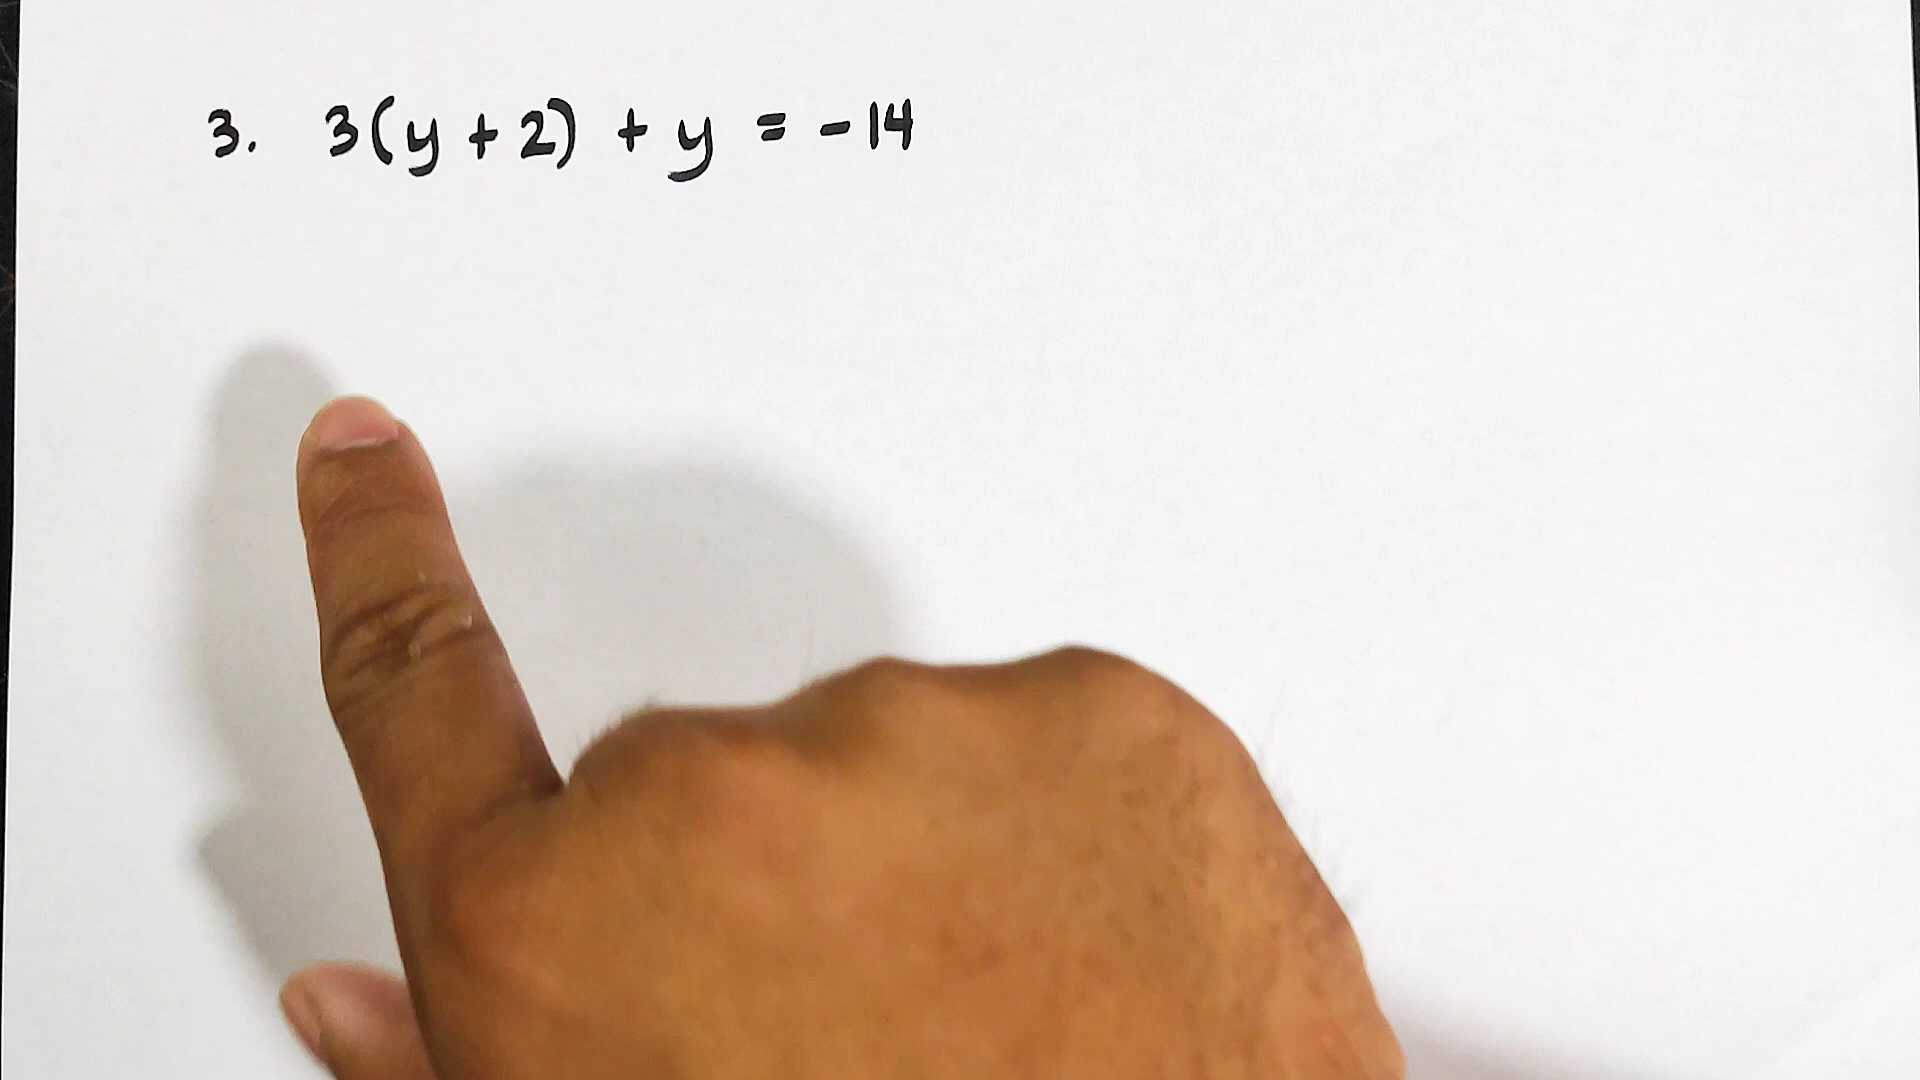 3. 3(y + 2) + y = -14